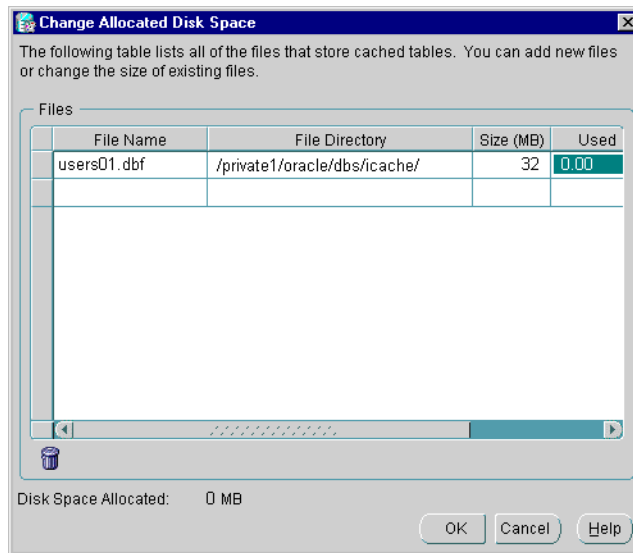 Change Allocated Disk Space
The following table lists all of the files that store cached tables. You can add new files
or change the size of existing files.
Files
File Name File Directory Size (MB) Used
users01.dbf /private1/oracle/dbs/icache/ 32 0.00
Disk Space Allocated: 0 MB
OK Cancel Help